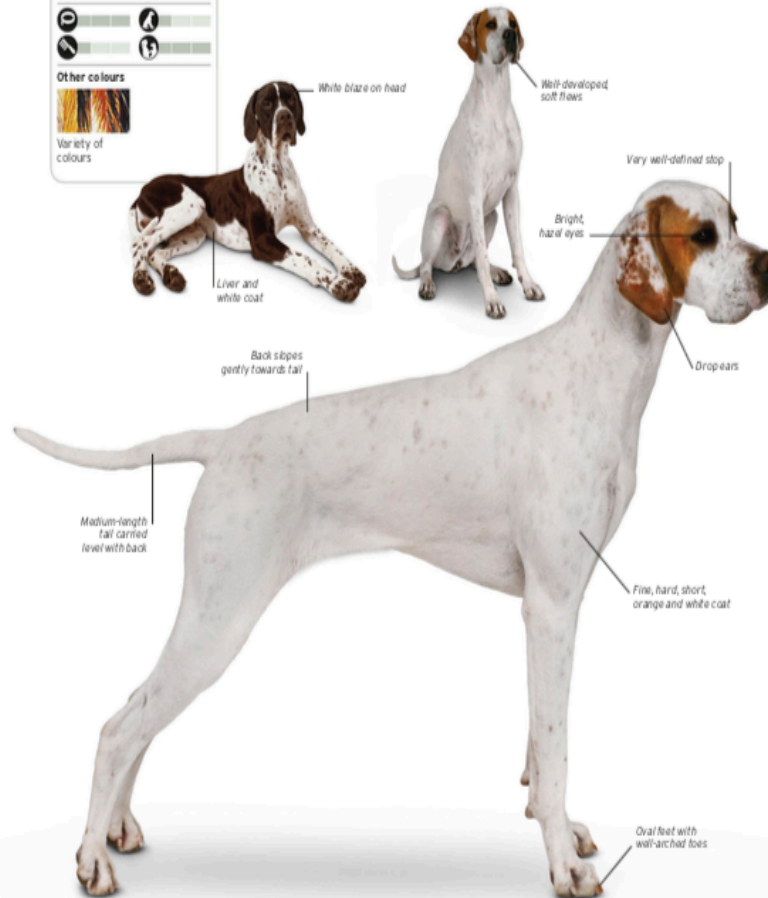 Other colours
Variety of
colours
White blaze on head
Liver and
white coat
Well-developed,
soft flews
Very well-defined stop
Bright,
hazel eyes
Drop ears
Back slopes
gently towards tail
Medium-length
tail carried
level with back
Fine, hard, short,
orange and white coat
Oval feet with
well-arched toes